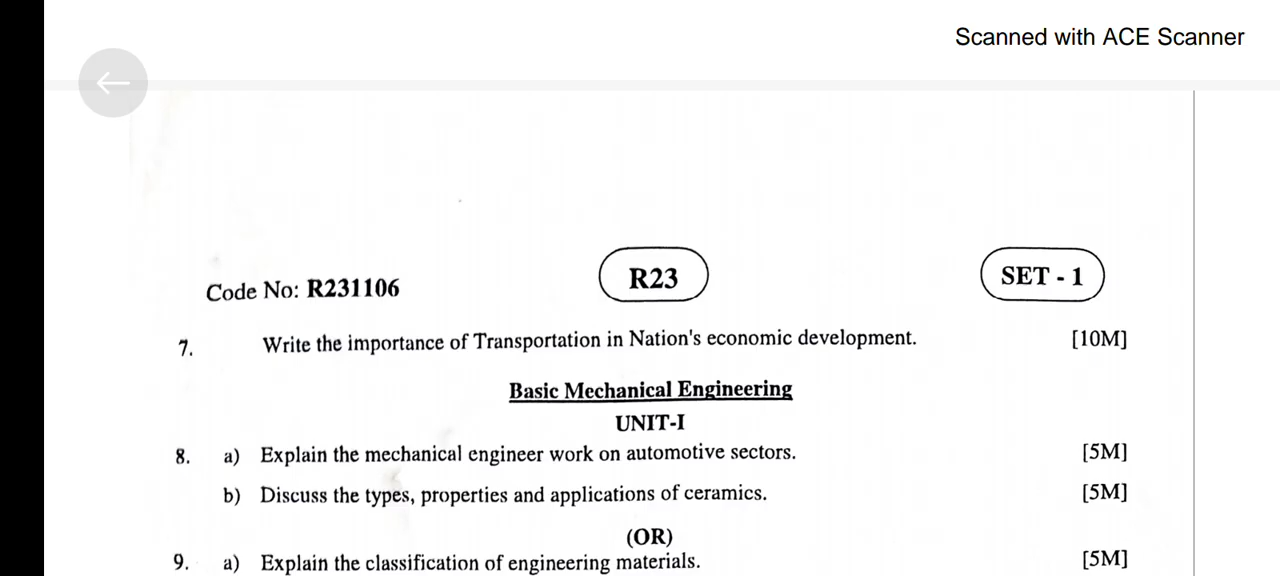 Scanned with ACE Scanner
Code No: R231106 R23 SET - 1
7. Write the importance of Transportation in Nation's economic development. [10M]
Basic Mechanical Engineering
UNIT-I
8. a) Explain the mechanical engineer work on automotive sectors. [5M]
b) Discuss the types, properties and applications of ceramics. [5M]
(OR)
9. a) Explain the classification of engineering materials. [5M]